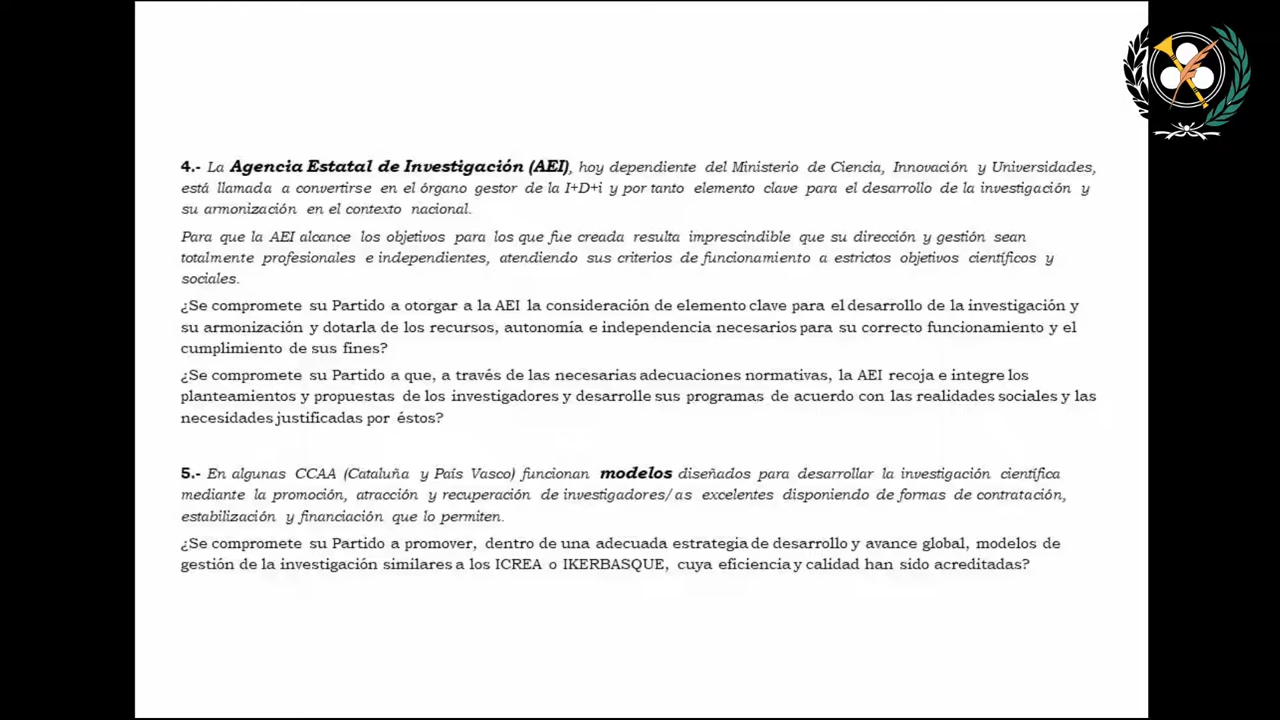 4.- La Agencia Estatal de Investigación (AEI), hoy dependiente del Ministerio de Ciencia, Innovación y Universidades,
está llamada a convertirse en el órgano gestor de la I+D+i y por tanto elemento clave para el desarrollo de la investigación y
su armonización en el contexto nacional.
Para que la AEI alcance los objetivos para los que fue creada resulta imprescindible que su dirección y gestión sean
totalmente profesionales e independientes, atendiendo sus criterios de funcionamiento a estrictos objetivos científicos y
sociales.
¿Se compromete su Partido a otorgar a la AEI la consideración de elemento clave para el desarrollo de la investigación y
su armonización y dotarla de los recursos, autonomía e independencia necesarios para su correcto funcionamiento y el
cumplimiento de sus fines?
¿Se compromete su Partido a que, a través de las necesarias adecuaciones normativas, la AEI recoja e integre los
planteamientos y propuestas de los investigadores y desarrolle sus programas de acuerdo con las realidades sociales y las
necesidades justificadas por éstos?
5.- En algunas CCAA (Cataluña y País Vasco) funcionan modelos diseñados para desarrollar la investigación científica
mediante la promoción, atracción y recuperación de investigadores/as excelentes disponiendo de formas de contratación,
estabilización y financiación que lo permiten.
¿Se compromete su Partido a promover, dentro de una adecuada estrategia de desarrollo y avance global, modelos de
gestión de la investigación similares a los ICREA o IKERBASQUE, cuya eficiencia y calidad han sido acreditadas?